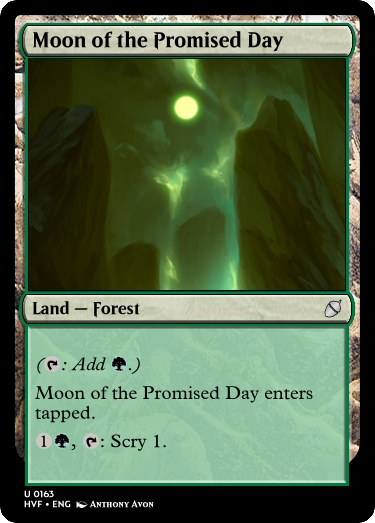 Moon of the Promised Day
Land — Forest
(: Add .)
Moon of the Promised Day enters
tapped.
1, : Scry 1.
U 0163
HVF • ENG Anthony Avon